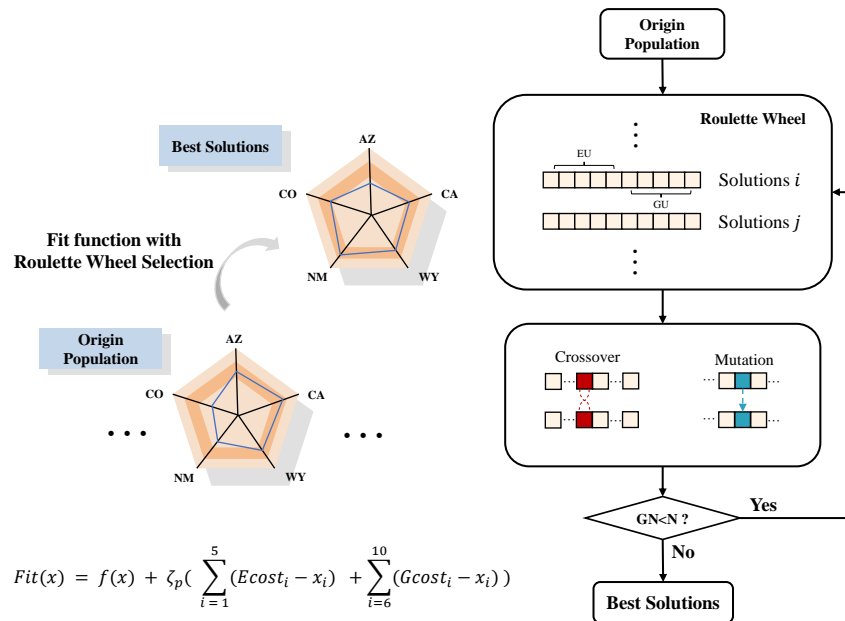 Origin
Population
Roulette Wheel
EU
Solutions i
GU
Solutions j
Best Solutions
AZ
CO
CA
NM
WY
Fit function with
Roulette Wheel Selection
Origin
Population
AZ
CO
CA
NM
WY
Crossover
Mutation
GN<N ?
Yes
No
Best Solutions
Fit(x) = f(x) + ζ_p( ∑_{i = 1}^{5}(Ecost_i − x_i) + ∑_{i=6}^{10}(Gcost_i − x_i) )